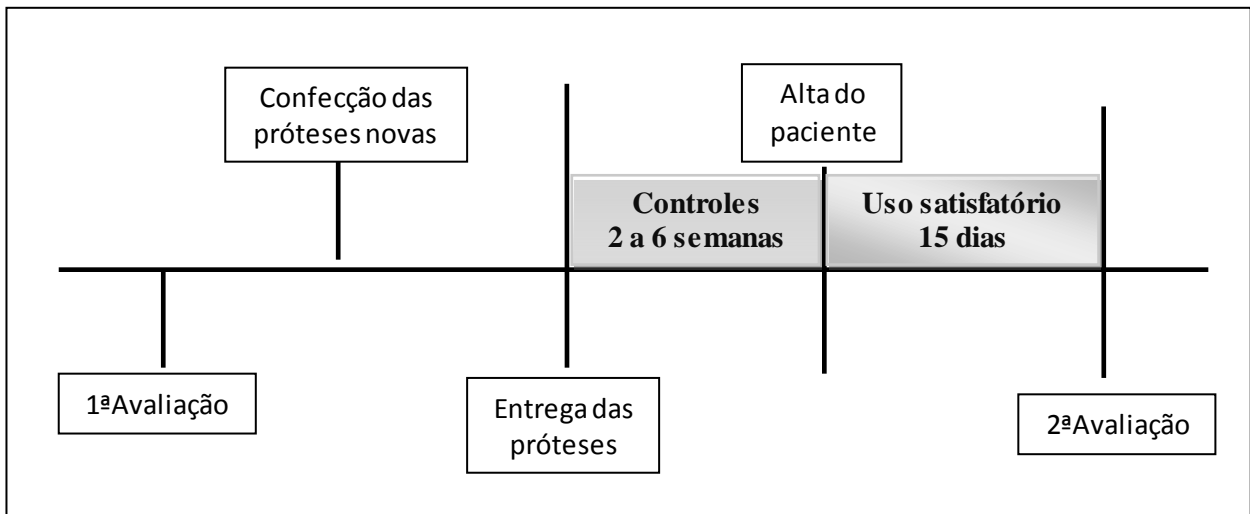 Confecção das
próteses novas
Alta do
paciente
Controles
2 a 6 semanas
Uso satisfatório
15 dias
1ªAvaliação
Entrega das
próteses
2ªAvaliação